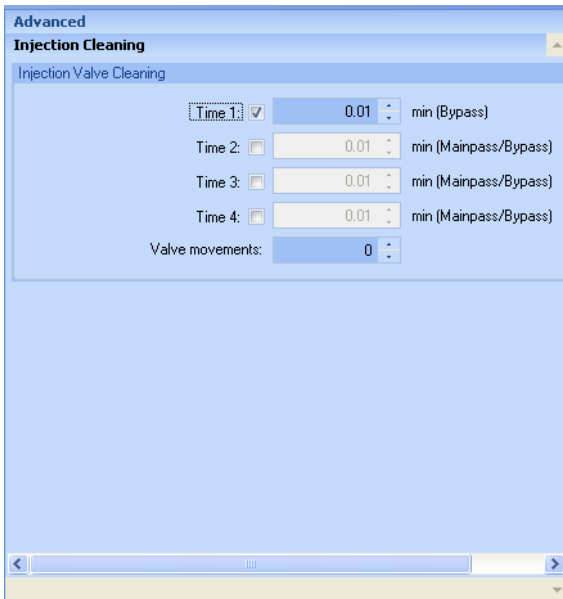 Advanced
Injection Cleaning
Injection Valve Cleaning
Time 1: 0.01 min (Bypass)
Time 2: 0.01 min (Mainpass/Bypass)
Time 3: 0.01 min (Mainpass/Bypass)
Time 4: 0.01 min (Mainpass/Bypass)
Valve movements: 0